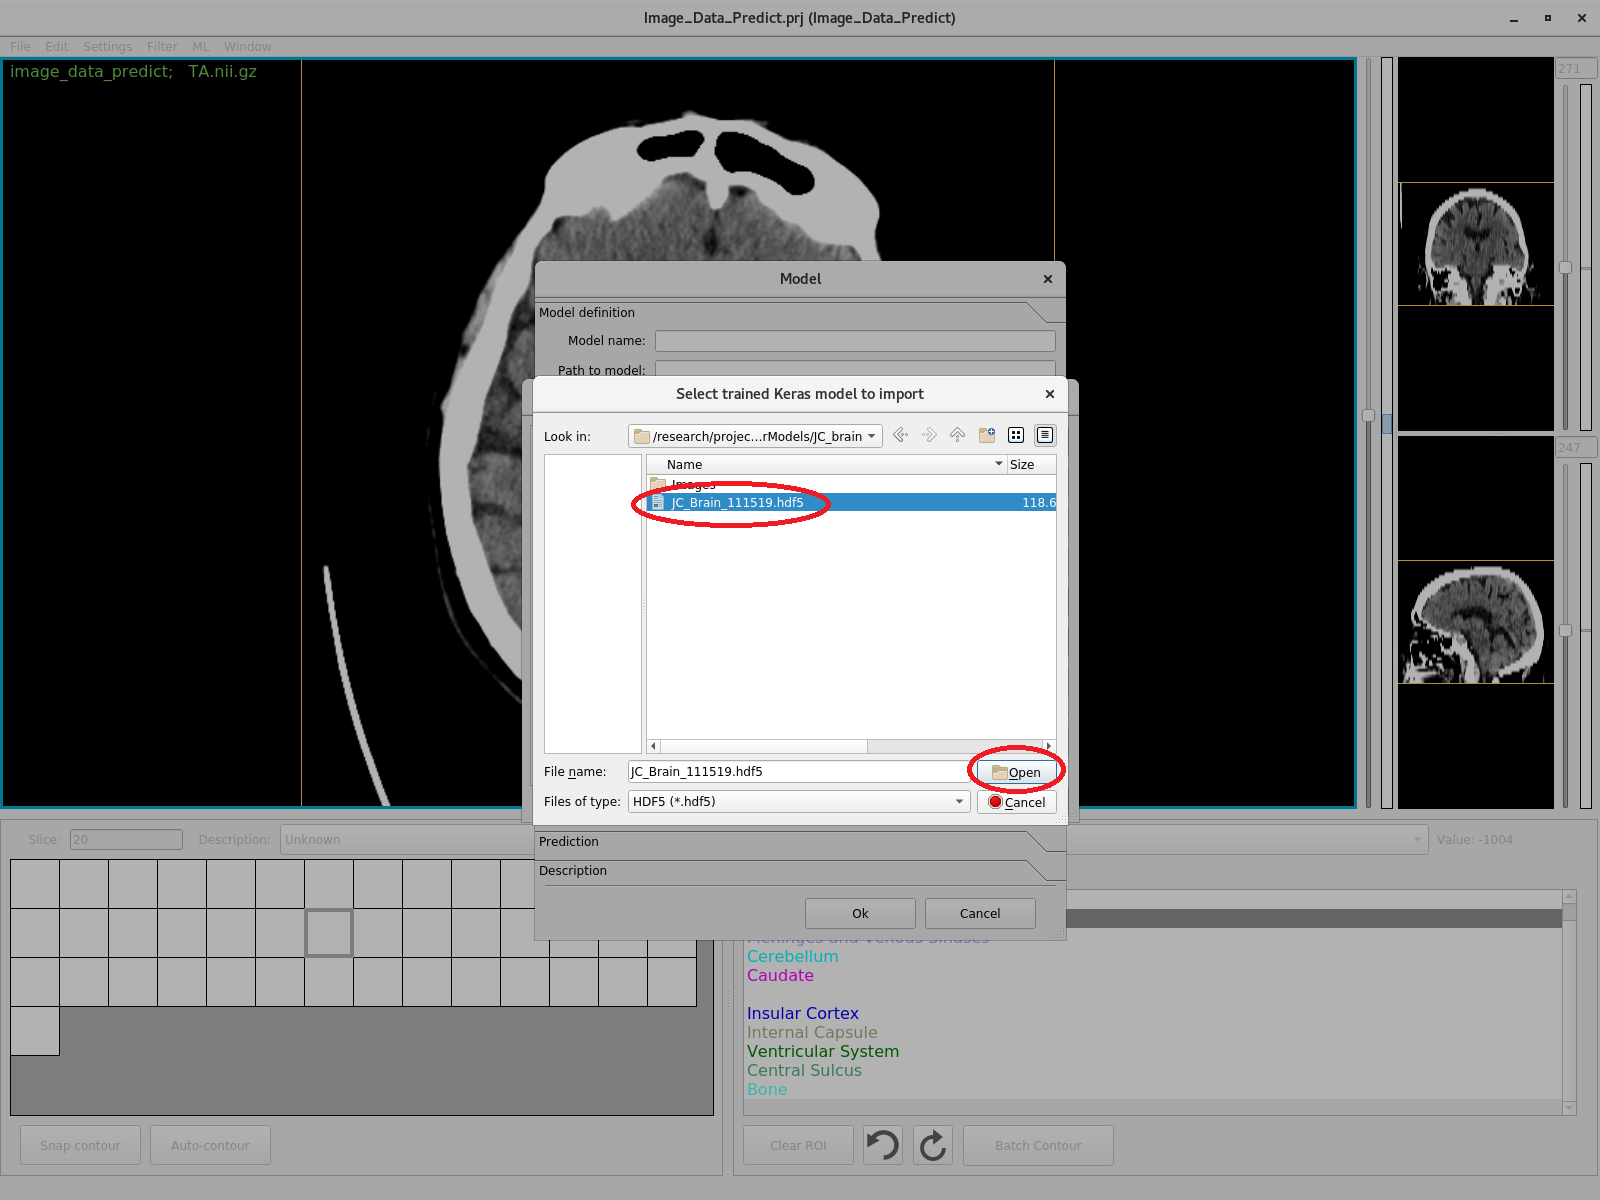 Image_Data_Predict.prj (Image_Data_Predict)
File Edit Settings Filter ML Window
image_data_predict; TA.nii.gz
271
Model
Model definition
Model name:
Path to model:
Select trained Keras model to import
Look in: /research/projec...rModels/JC_brain
Name Size
Images
JC_Brain_111519.hdf5 118.6
247
File name: JC_Brain_111519.hdf5 Open
Files of type: HDF5 (*.hdf5) Cancel
Slice: 20 Description: Unknown Value: -1004
Prediction
Description
Ok Cancel
Meninges and Venous Sinuses
Cerebellum
Caudate
Insular Cortex
Internal Capsule
Ventricular System
Central Sulcus
Bone
Snap contour Auto-contour Clear ROI Batch Contour